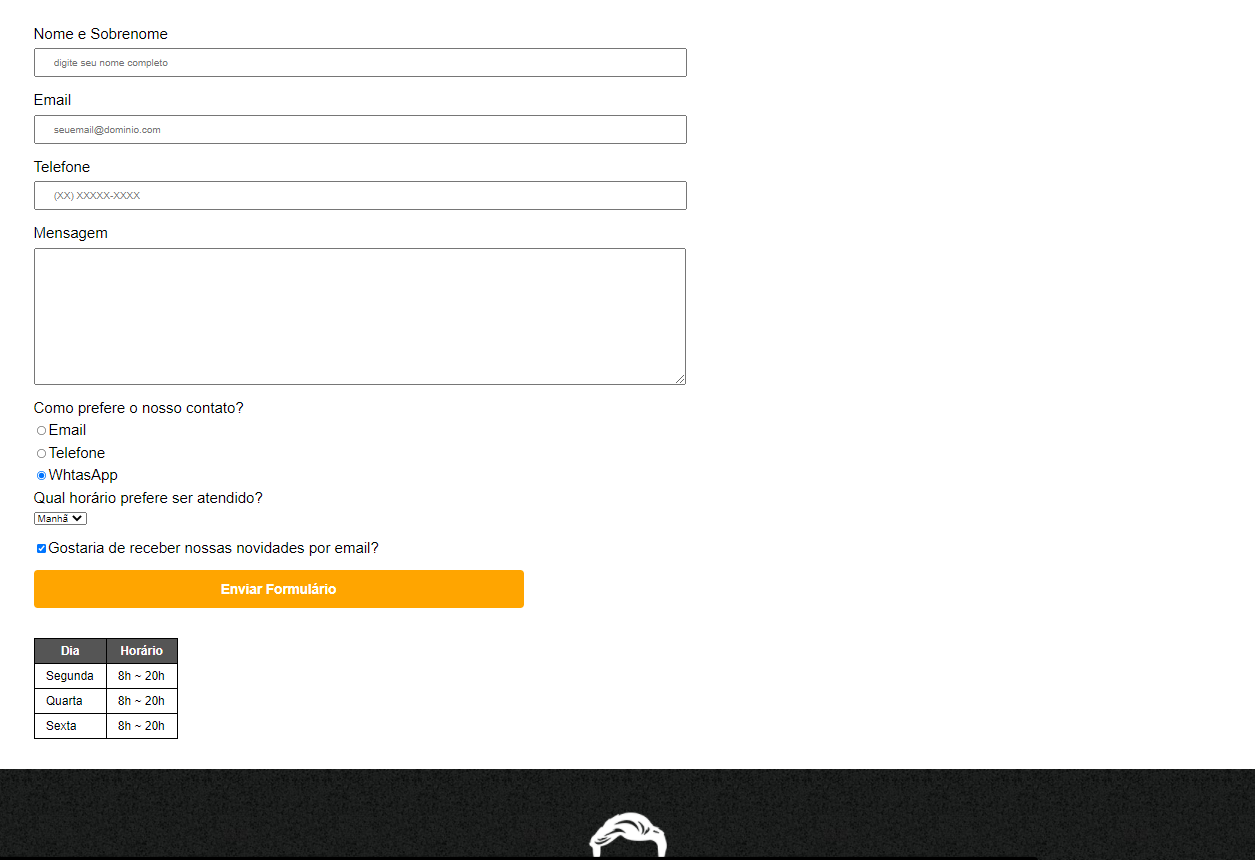 Nome e Sobrenome
digite seu nome completo
Email
seuemail@dominio.com
Telefone
(XX) XXXXX-XXXX
Mensagem
Como prefere o nosso contato?
Email
Telefone
WhtasApp
Qual horário prefere ser atendido?
Manhã
Gostaria de receber nossas novidades por email?
Enviar Formulário
Dia Horário
Segunda 8h ~ 20h
Quarta 8h ~ 20h
Sexta 8h ~ 20h